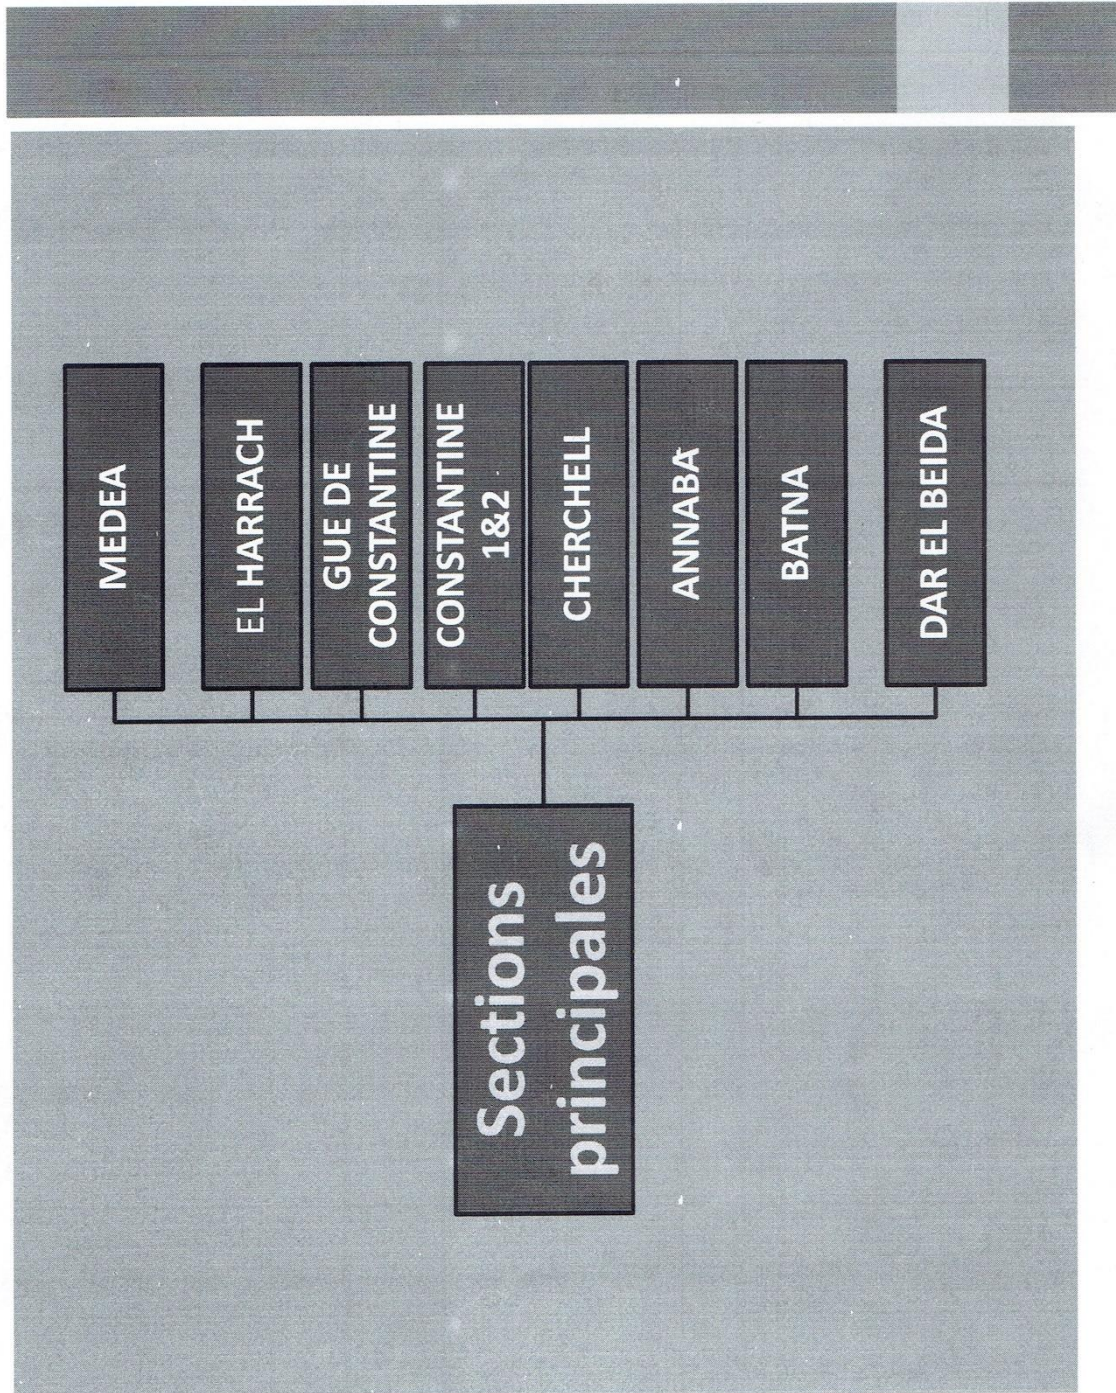 Sections
principales
MEDEA
EL HARRACH
GUE DE
CONSTANTINE
CONSTANTINE
1&2
CHERCHELL
ANNABA
BATNA
DAR EL BEIDA